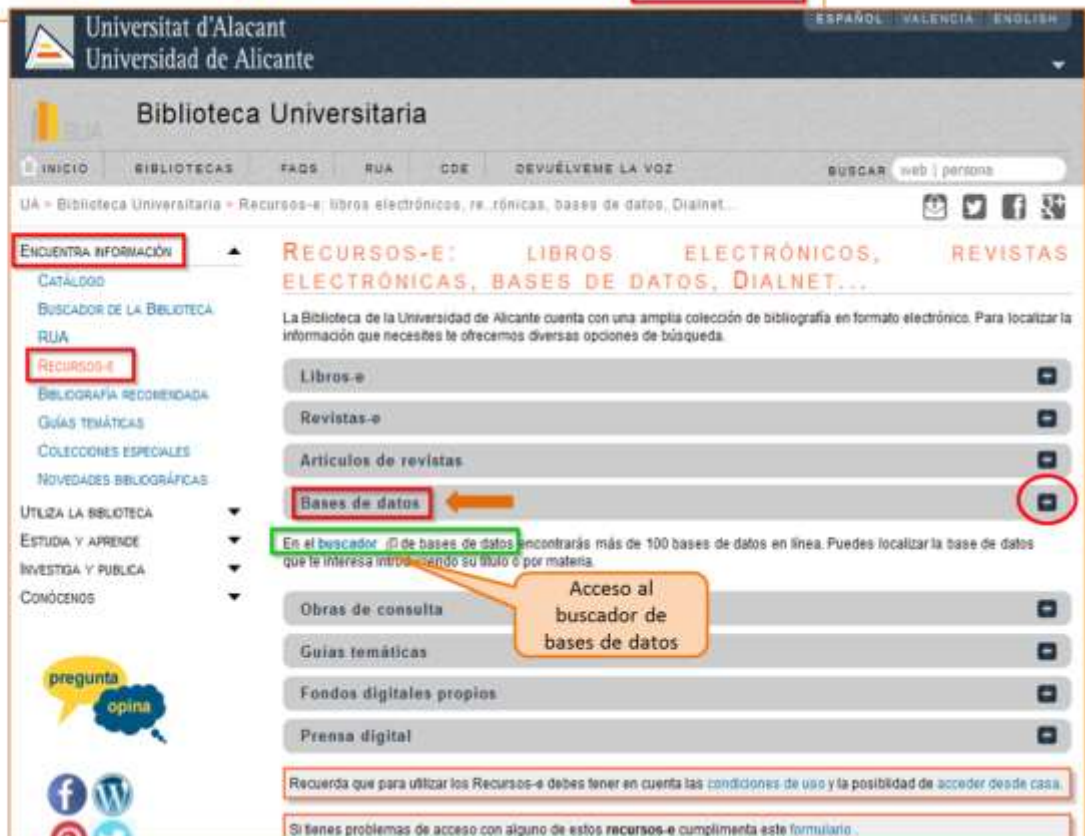 Universitat d'Alacant
Universidad de Alicante
ESPAÑOL VALENCIÀ ENGLISH
Biblioteca Universitaria
INICIO BIBLIOTECAS FAQS RUA CDE DEVUÉLVEME LA VOZ BUSCAR web | persona
UA » Biblioteca Universitaria » Recursos-e: libros electrónicos, re..rónicas, bases de datos, Dialnet...
ENCUENTRA INFORMACIÓN
CATÁLOGO
BUSCADOR DE LA BIBLIOTECA
RUA
RECURSOS-E
BIBLIOGRAFÍA RECOMENDADA
GUÍAS TEMÁTICAS
COLECCIONES ESPECIALES
NOVEDADES BIBLIOGRÁFICAS
UTILIZA LA BIBLIOTECA
ESTUDIA Y APRENDE
INVESTIGA Y PUBLICA
CONÓCENOS
pregunta
opina
RECURSOS-E: LIBROS ELECTRÓNICOS, REVISTAS
ELECTRÓNICAS, BASES DE DATOS, DIALNET...
La Biblioteca de la Universidad de Alicante cuenta con una amplia colección de bibliografía en formato electrónico. Para localizar la
información que necesites te ofrecemos diversas opciones de búsqueda.
Libros-e
Revistas-e
Artículos de revistas
Bases de datos
En el buscador de bases de datos encontrarás más de 100 bases de datos en línea. Puedes localizar la base de datos
que te interesa introduciendo su título o por materia.
Acceso al
buscador de
bases de datos
Obras de consulta
Guías temáticas
Fondos digitales propios
Prensa digital
Recuerda que para utilizar los Recursos-e debes tener en cuenta las condiciones de uso y la posiblidad de acceder desde casa.
Si tienes problemas de acceso con alguno de estos recursos-e cumplimenta este formulario.